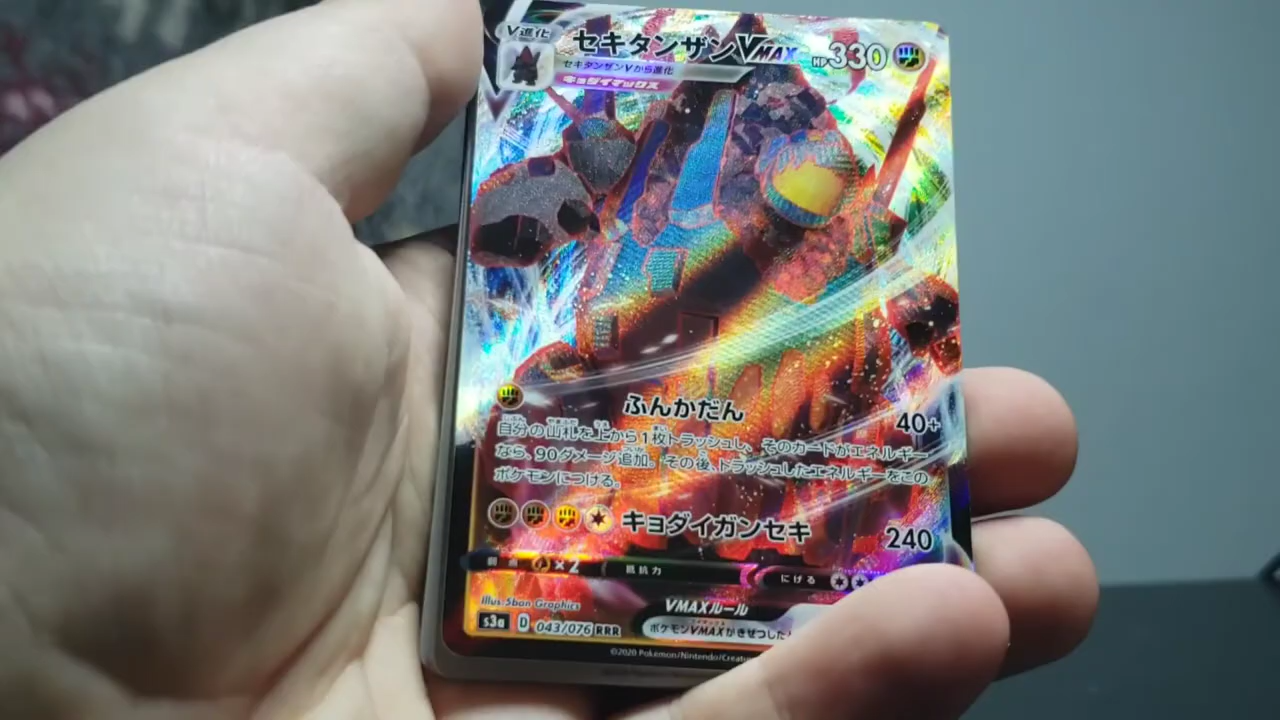 V進化
セキタンザンVMAX HP330
セキタンザンVから進化
キョダイマックス
ふんかだん 40+
自分の山札を上から1枚トラッシュし、そのカードがエネルギー
なら、90ダメージ追加。その後、トラッシュしたエネルギーをこの
ポケモンにつける。
キョダイガンセキ 240
弱点 ×2 抵抗力 にげる
Illus. 5ban Graphics
VMAXルール
s3a D 043/076 RRR
ポケモンVMAXがきぜつした
©2020 Pokémon/Nintendo/Creatu